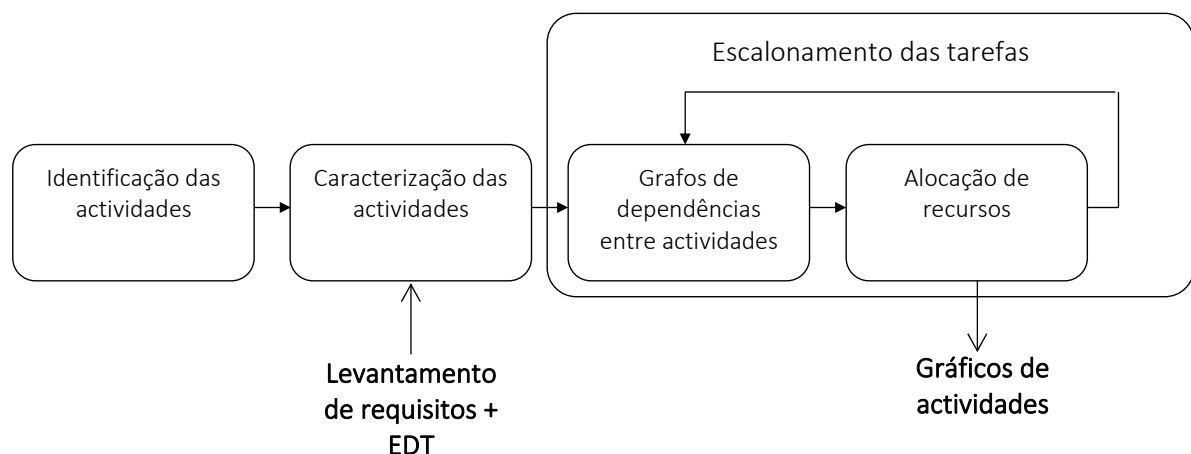 Escalonamento das tarefas
Identificação das
actividades
Caracterização das
actividades
Grafos de
dependências
entre actividades
Alocação de
recursos
Levantamento
de requisitos +
EDT
Gráficos de
actividades